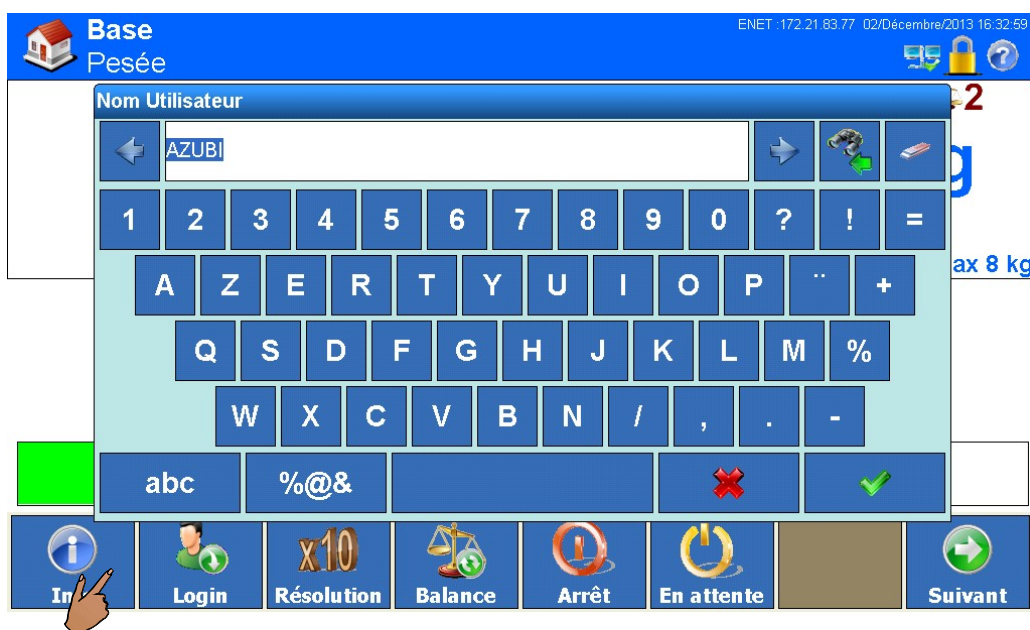 Base
Pesée
ENET :172.21.83.77 02/Décembre/2013 16:32:59
2
Nom Utilisateur
AZUBI
g
1 2 3 4 5 6 7 8 9 0 ? ! =
ax 8 kg
A Z E R T Y U I O P ¨ +
Q S D F G H J K L M %
W X C V B N / , . -
abc %@&
x10
In Login Résolution Balance Arrêt En attente Suivant